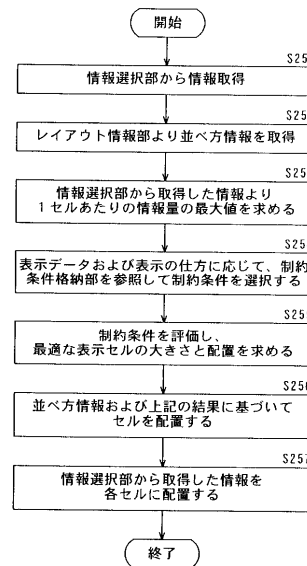 開始
S25
情報選択部から情報取得
S25
レイアウト情報部より並べ方情報を取得
S25
情報選択部から取得した情報より
1セルあたりの情報量の最大値を求める
S25
表示データおよび表示の仕方に応じて、制約
条件格納部を参照して制約条件を選択する
S25
制約条件を評価し、
最適な表示セルの大きさと配置を求める
S256
並べ方情報および上記の結果に基づいて
セルを配置する
S257
情報選択部から取得した情報を
各セルに配置する
終了